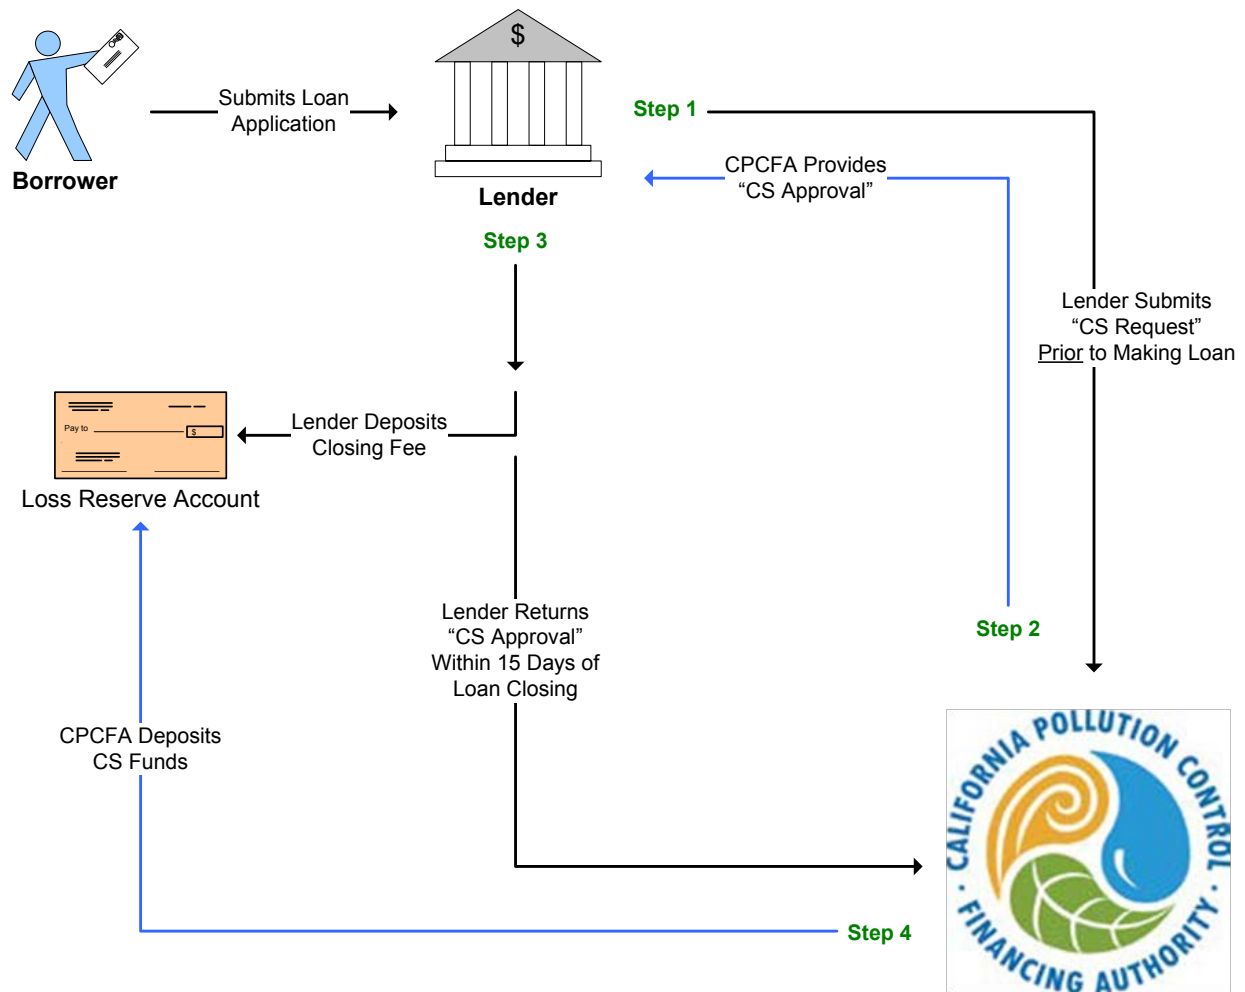 $
Submits Loan
Application
Borrower
Lender
Step 1
CPCFA Provides
“CS Approval”
Step 3
Lender Submits
“CS Request”
Prior to Making Loan
Pay to
$
Lender Deposits
Closing Fee
Loss Reserve Account
Lender Returns
“CS Approval”
Within 15 Days of
Loan Closing
Step 2
CPCFA Deposits
CS Funds
Step 4
CALIFORNIA POLLUTION CONTROL
· FINANCING AUTHORITY ·